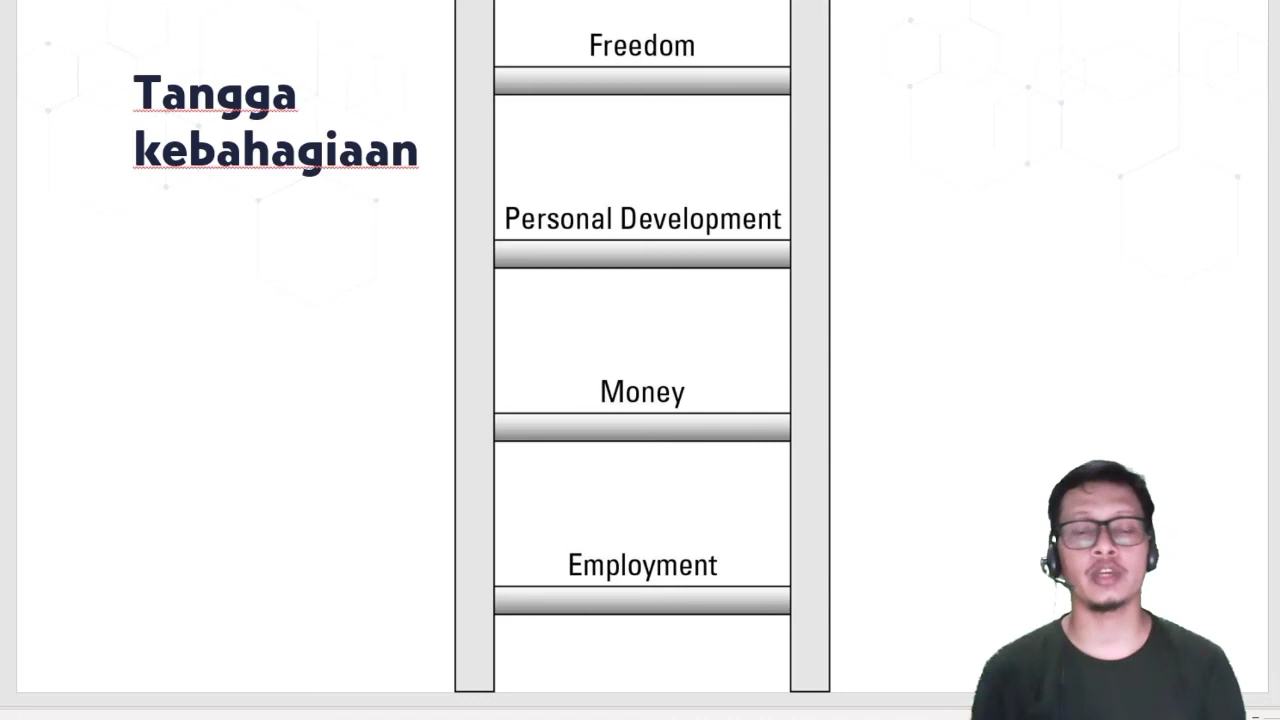 Tangga
kebahagiaan
Freedom
Personal Development
Money
Employment